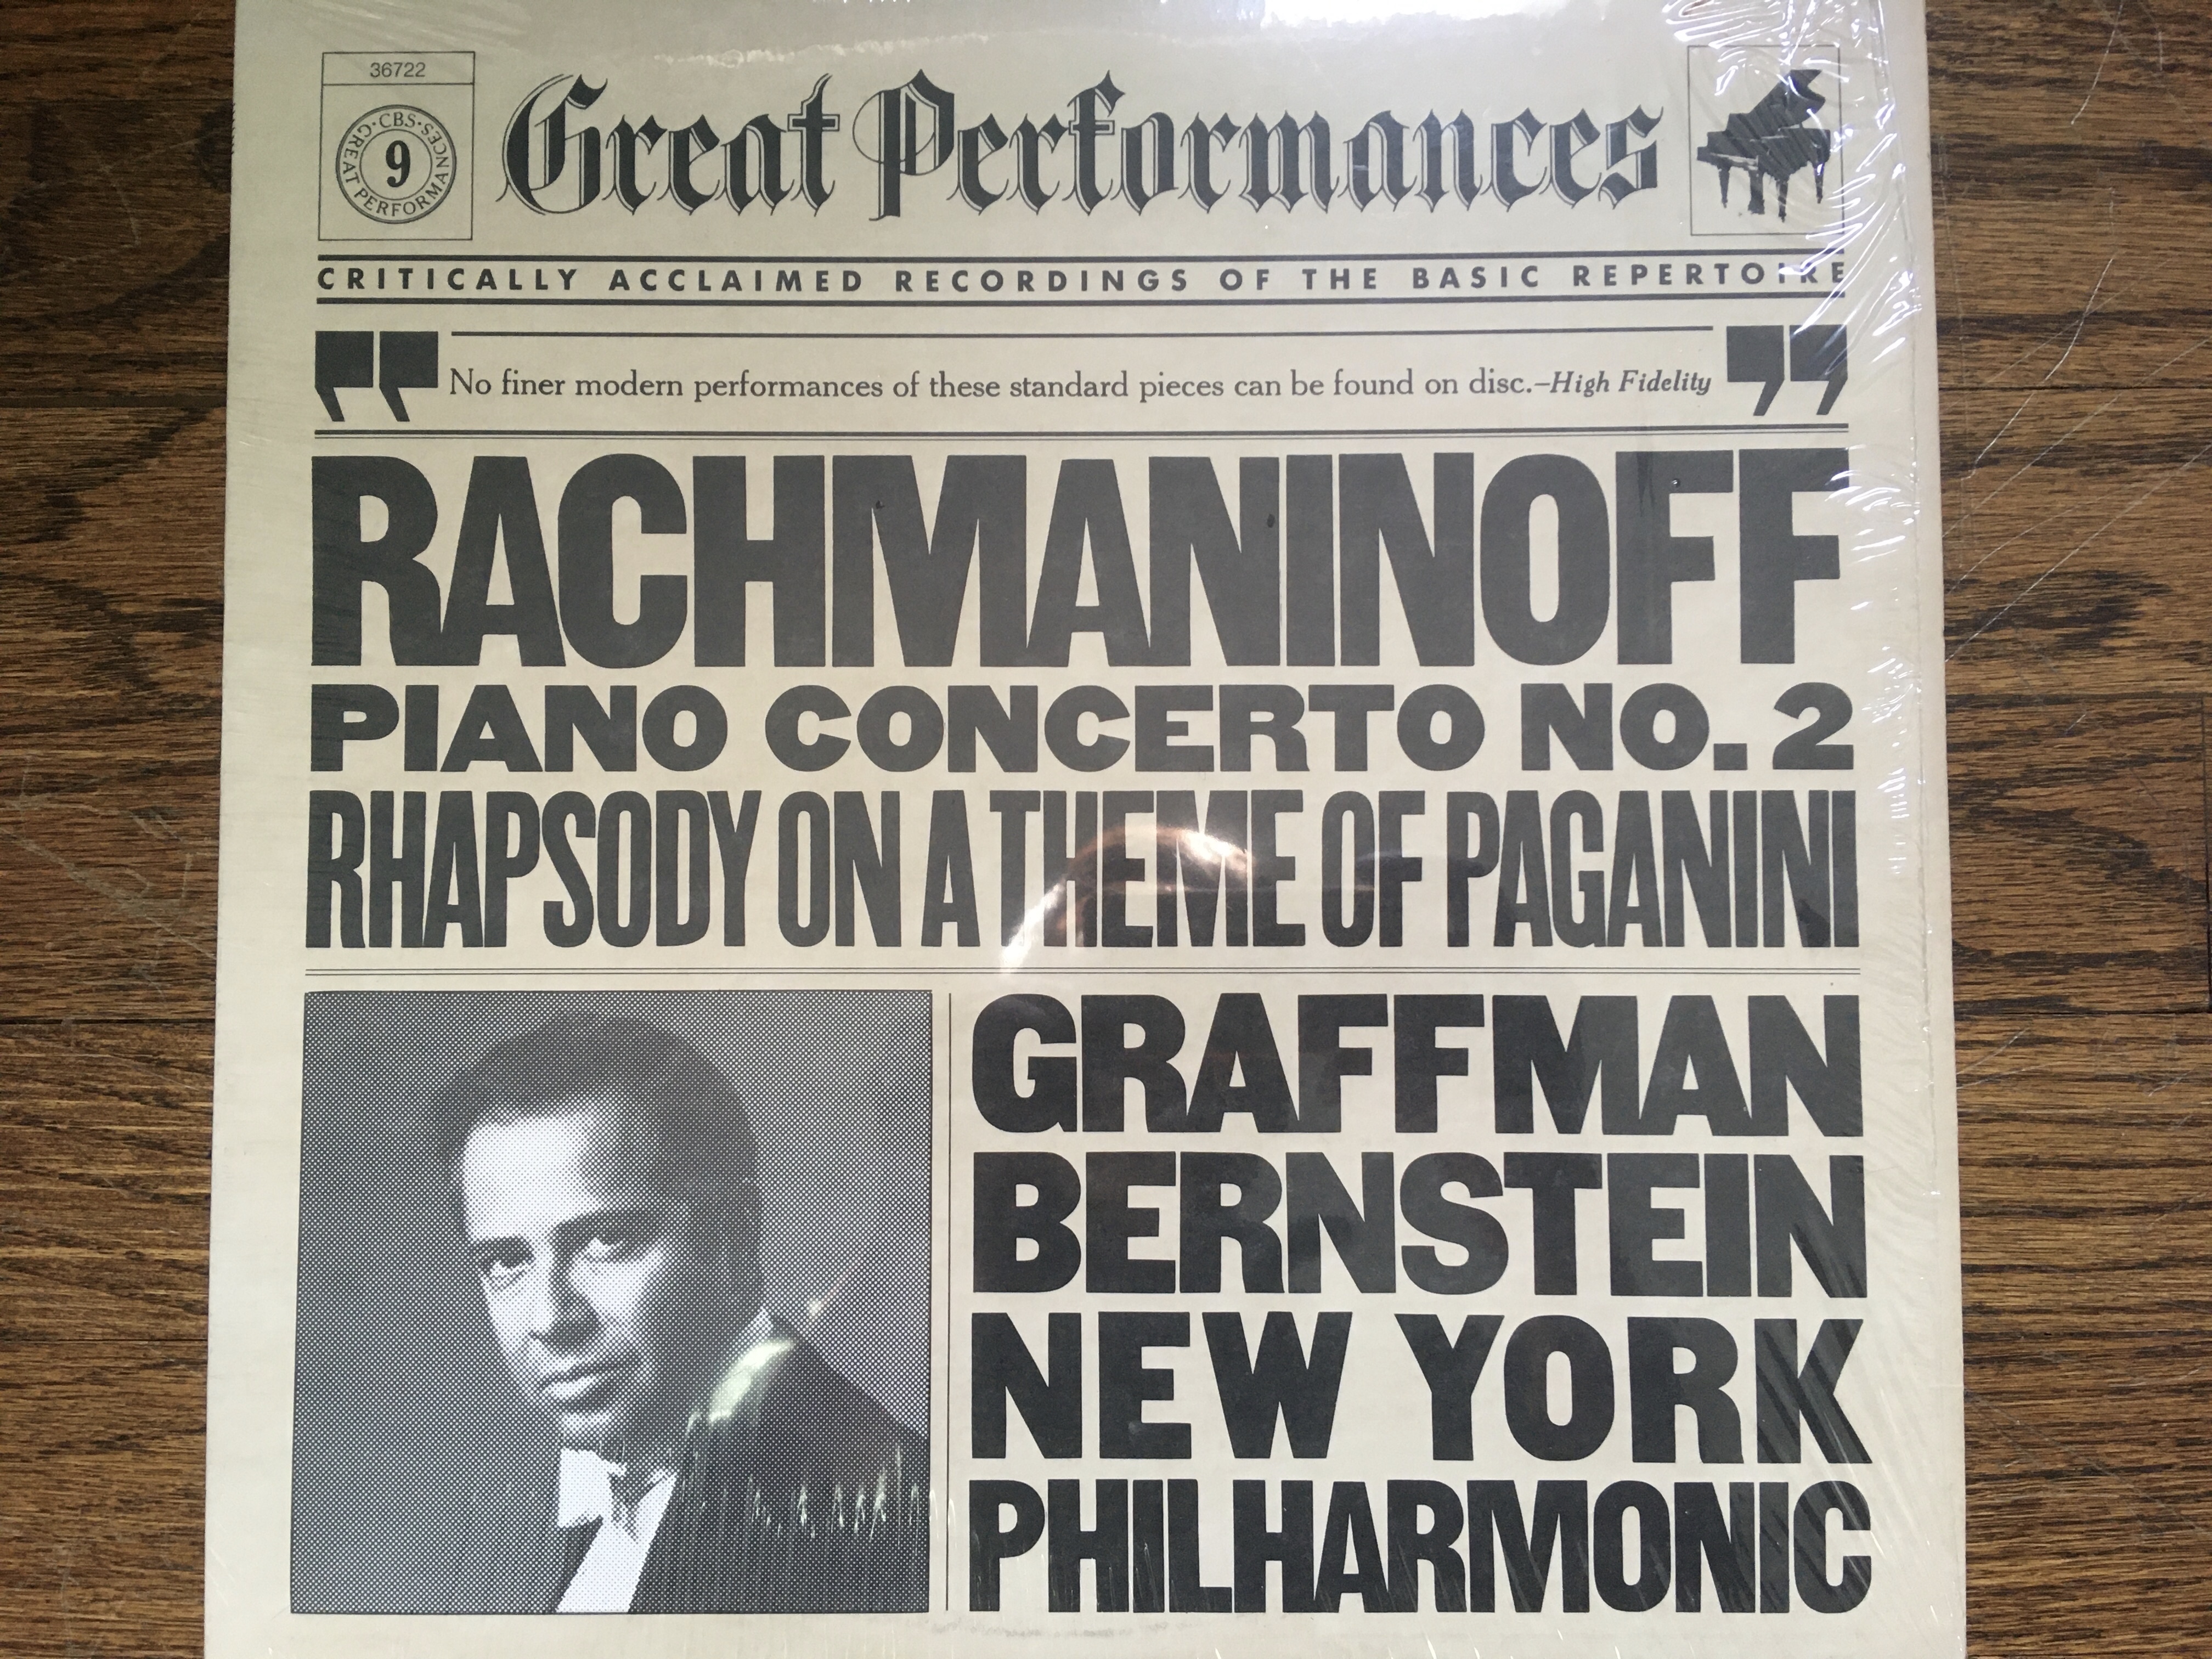 36722
·CBS· GREAT PERFORMANCES
9
Great Performances
CRITICALLY ACCLAIMED RECORDINGS OF THE BASIC REPERTOIRE
"No finer modern performances of these standard pieces can be found on disc.–High Fidelity"
RACHMANINOFF
PIANO CONCERTO NO. 2
RHAPSODY ON A THEME OF PAGANINI
GRAFFMAN
BERNSTEIN
NEW YORK
PHILHARMONIC